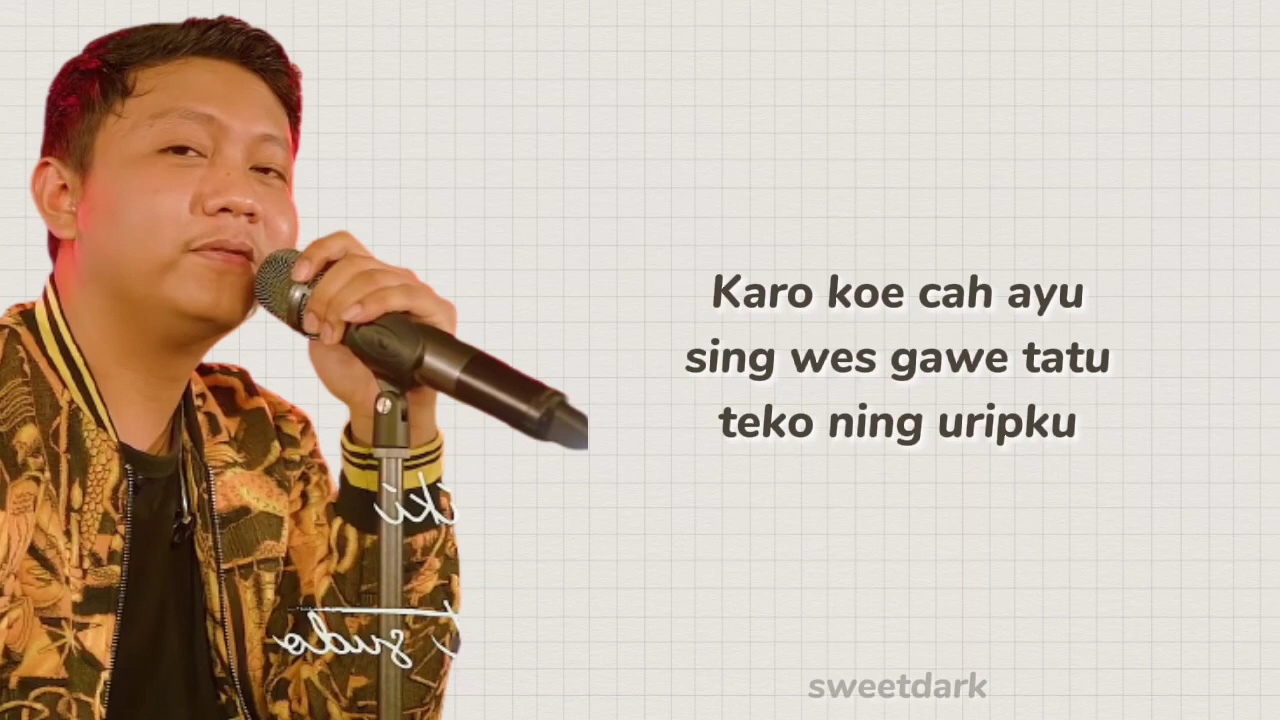 Karo koe cah ayu
sing wes gawe tatu
teko ning uripku
sweetdark